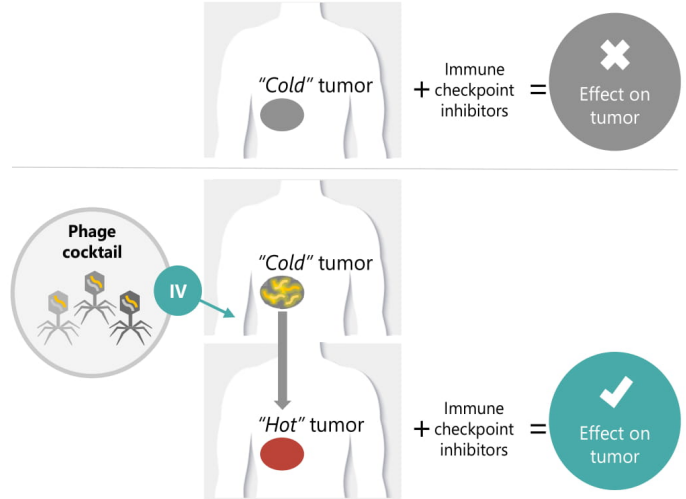 "Cold" tumor
+ Immune checkpoint inhibitors =
Effect on
tumor
Phage
cocktail
IV
"Cold" tumor
"Hot" tumor
+ Immune checkpoint inhibitors =
Effect on
tumor